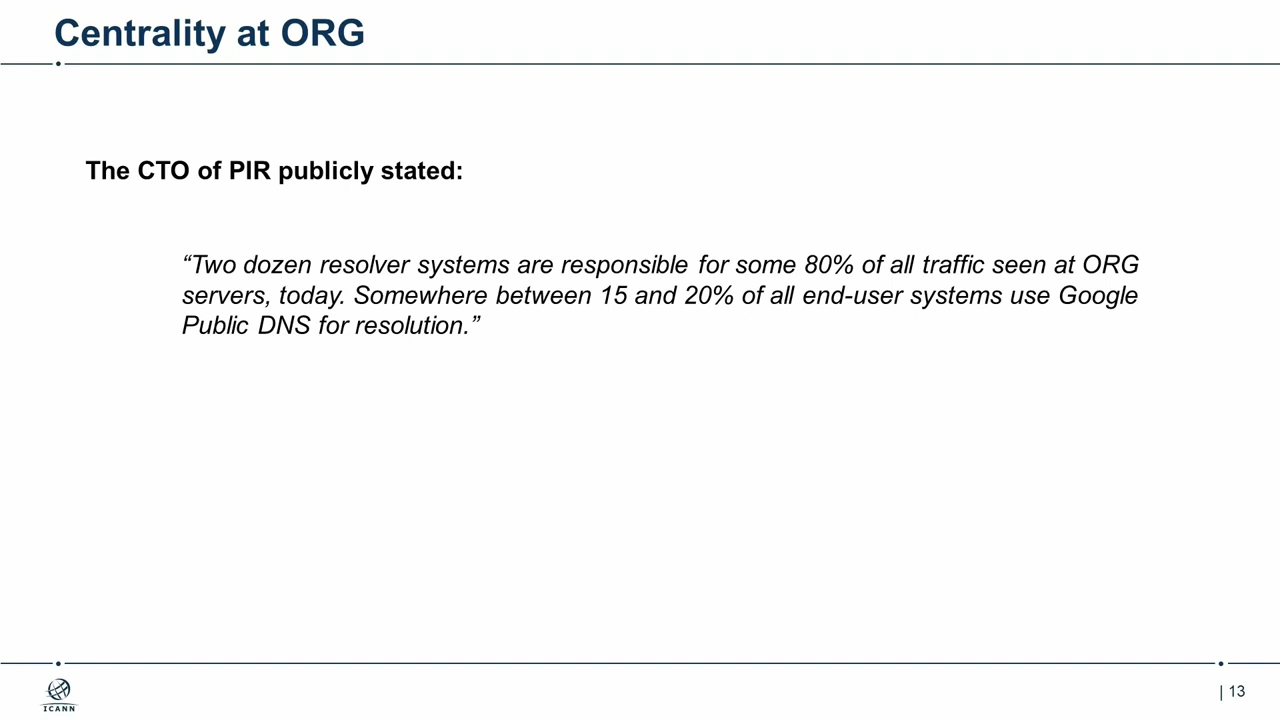 Centrality at ORG
The CTO of PIR publicly stated:
“Two dozen resolver systems are responsible for some 80% of all traffic seen at ORG
servers, today. Somewhere between 15 and 20% of all end-user systems use Google
Public DNS for resolution.”
ICANN
| 13